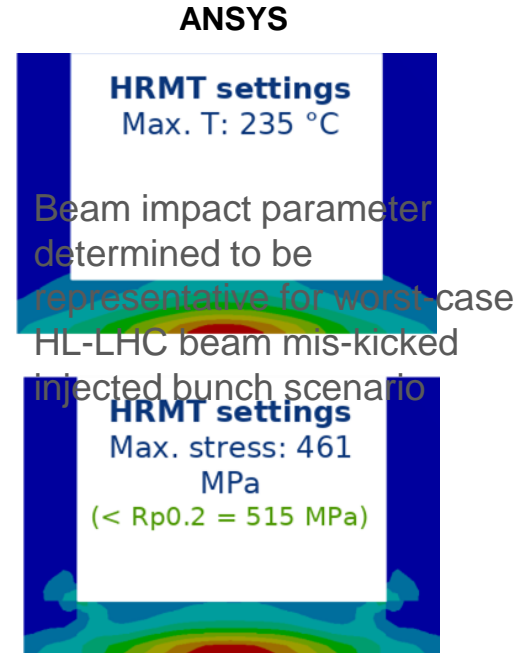 ANSYS
HRMT settings
Max. T: 235 °C
Beam impact parameter
determined to be
representative for worst-case
HL-LHC beam mis-kicked
injected bunch scenario
HRMT settings
Max. stress: 461
MPa
(< Rp0.2 = 515 MPa)